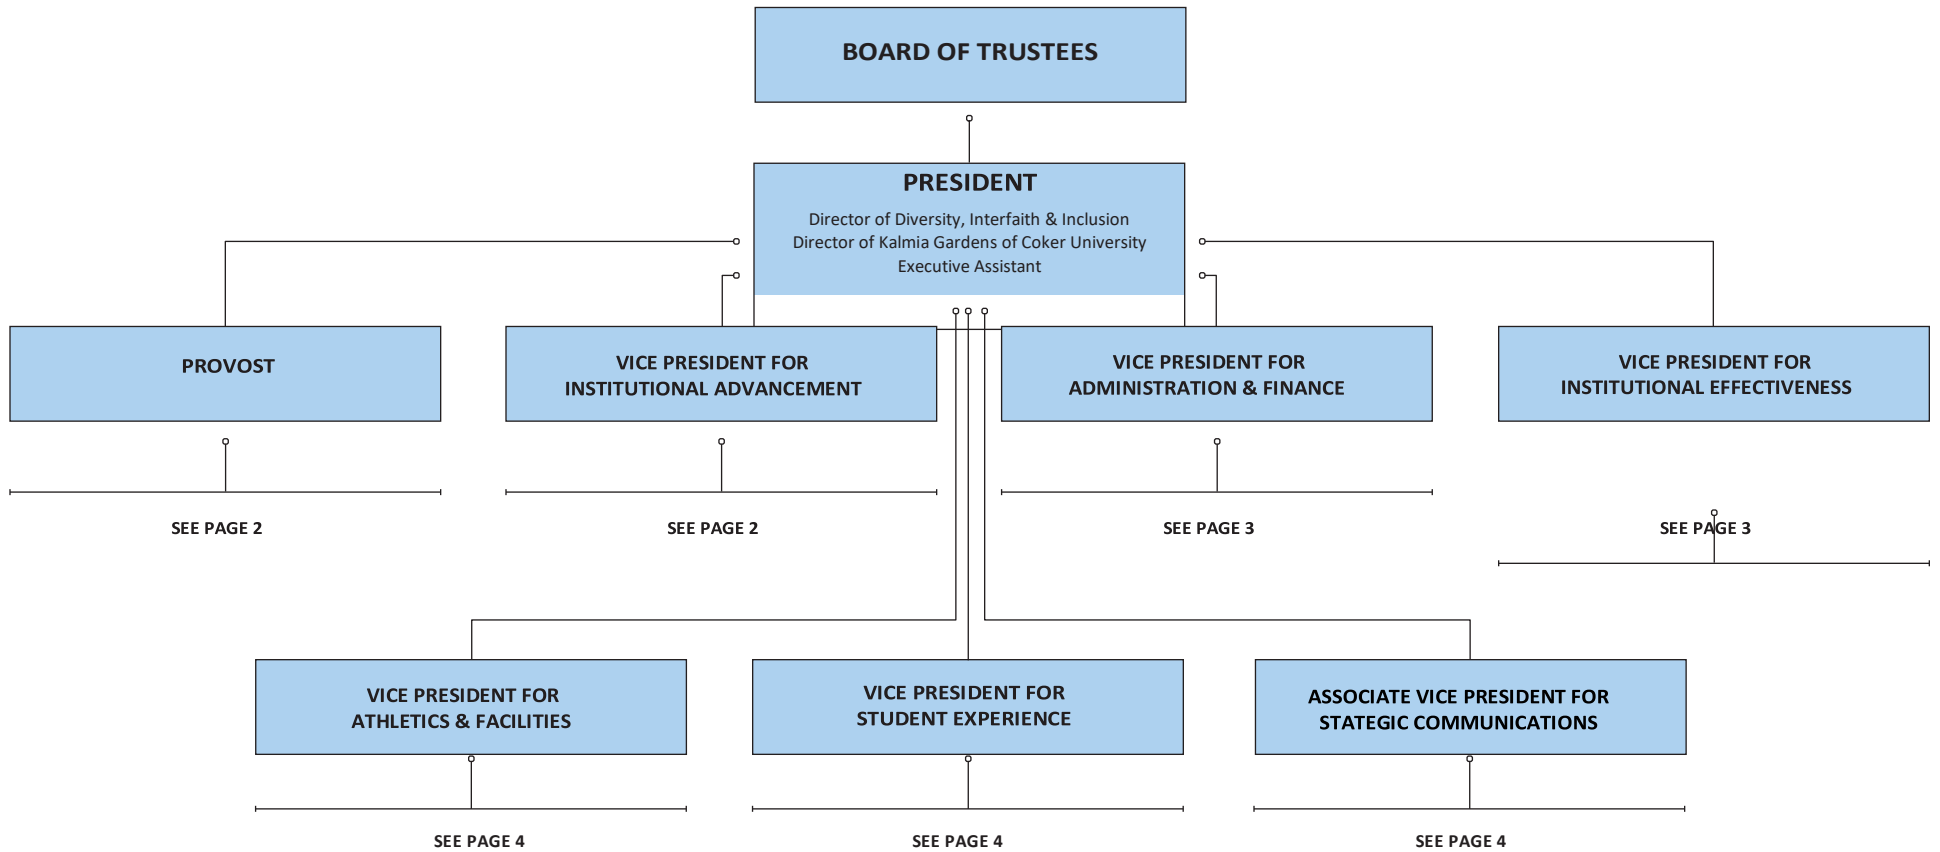 BOARD OF TRUSTEES
PRESIDENT
Director of Diversity, Interfaith & Inclusion
Director of Kalmia Gardens of Coker University
Executive Assistant
PROVOST
VICE PRESIDENT FOR
INSTITUTIONAL ADVANCEMENT
VICE PRESIDENT FOR
ADMINISTRATION & FINANCE
VICE PRESIDENT FOR
INSTITUTIONAL EFFECTIVENESS
SEE PAGE 2
SEE PAGE 2
SEE PAGE 3
SEE PAGE 3
VICE PRESIDENT FOR
ATHLETICS & FACILITIES
VICE PRESIDENT FOR
STUDENT EXPERIENCE
ASSOCIATE VICE PRESIDENT FOR
STATEGIC COMMUNICATIONS
SEE PAGE 4
SEE PAGE 4
SEE PAGE 4